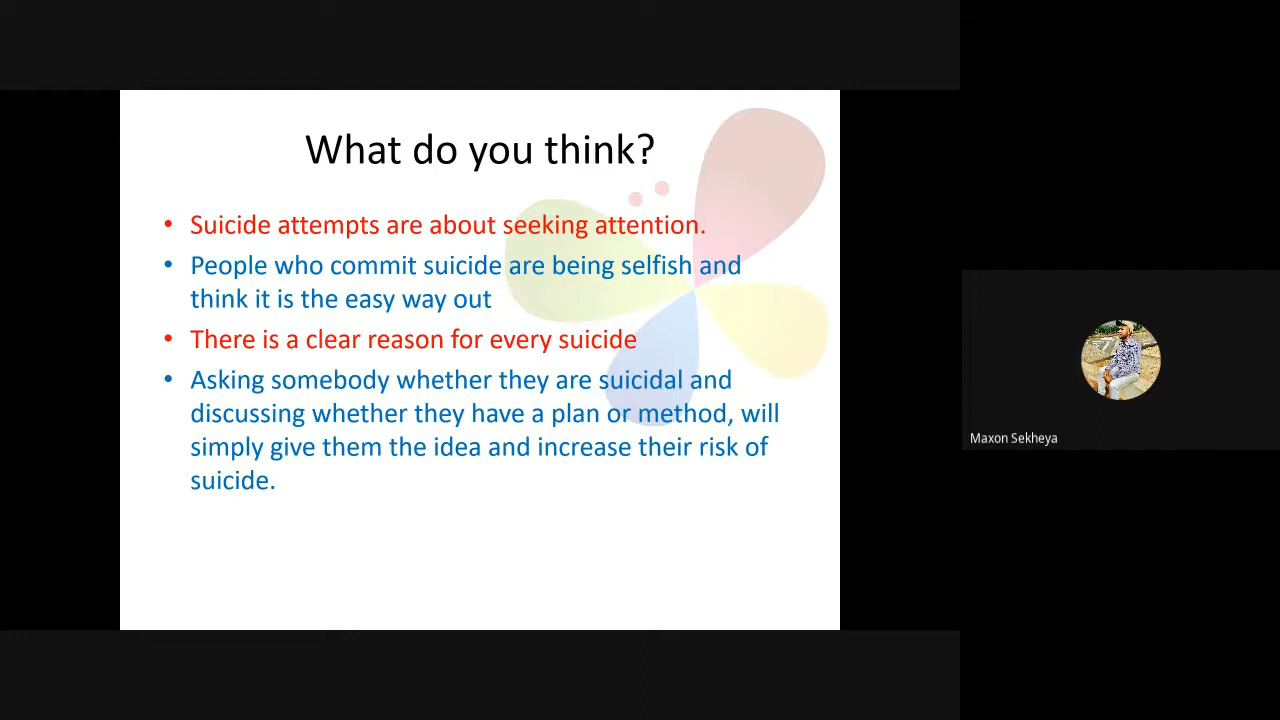 What do you think?
• Suicide attempts are about seeking attention.
• People who commit suicide are being selfish and
think it is the easy way out
• There is a clear reason for every suicide
• Asking somebody whether they are suicidal and
discussing whether they have a plan or method, will
simply give them the idea and increase their risk of
suicide.
Maxon Sekheya